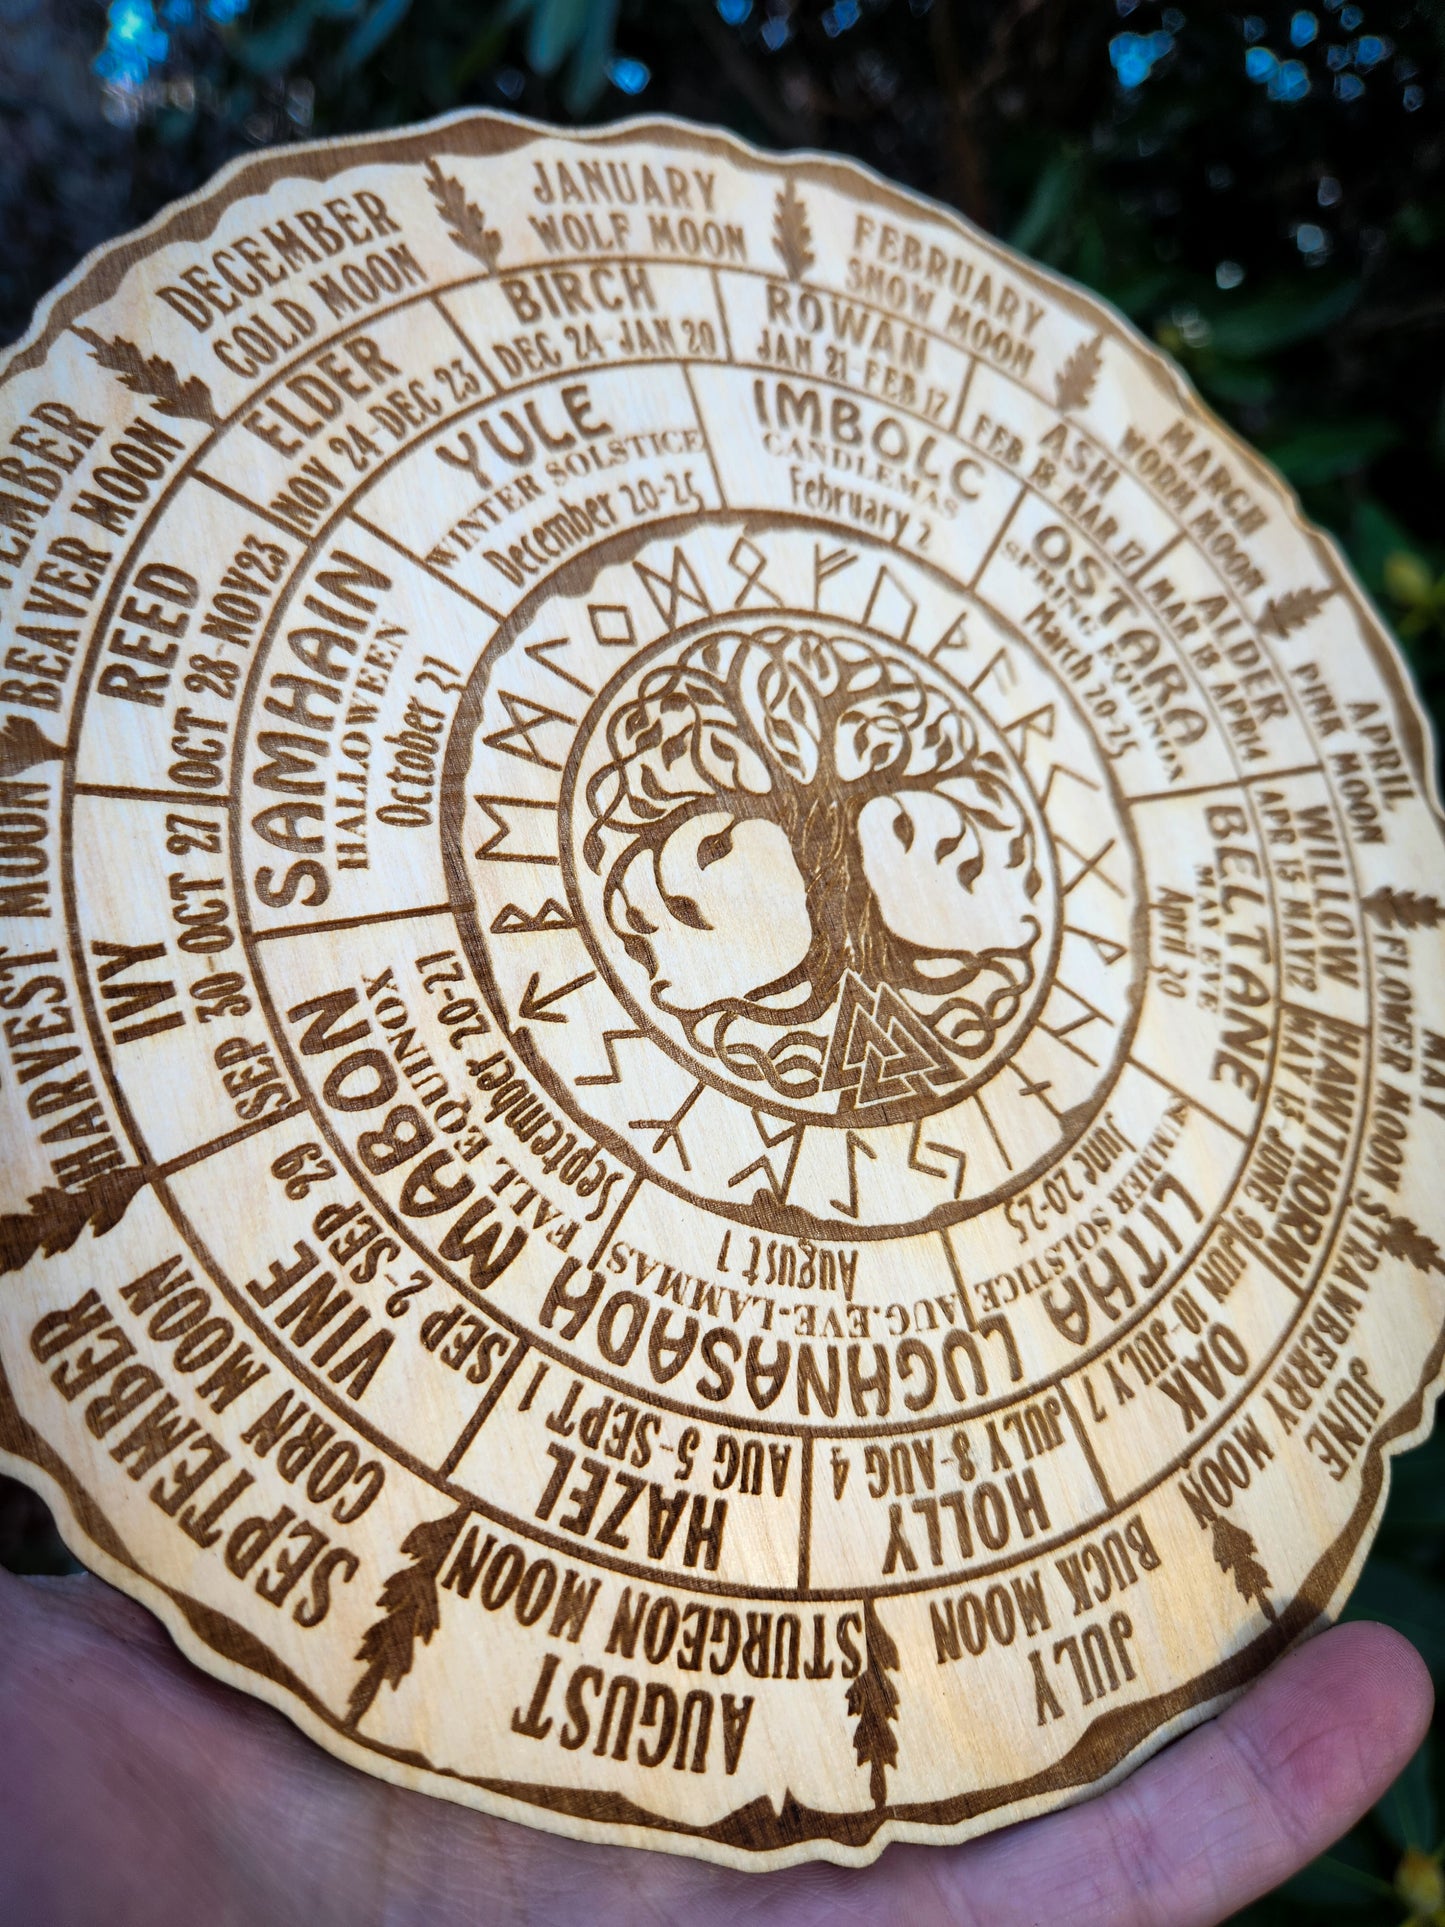 JANUARY
WOLF MOON
FEBRUARY
SNOW MOON
MARCH
WORM MOON
APRIL
PINK MOON
MAY
FLOWER MOON
JUNE
STRAWBERRY MOON
JULY
BUCK MOON
AUGUST
STURGEON MOON
SEPTEMBER
CORN MOON
HARVEST MOON
BEAVER MOON
DECEMBER
COLD MOON
BIRCH
DEC 24-JAN 20
ROWAN
JAN 21-FEB 17
ASH
FEB 18-MAR 17
ALDER
MAR 18 APR14
WILLOW
APR 15 MAY12
HAWTHORN
MAY 13-JUNE 9
OAK
JUN 10-JULY 7
HOLLY
JULY 8-AUG 4
HAZEL
AUG 5-SEPT 1
VINE
SEP 2-SEP 29
IVY
SEP 30-OCT 27
REED
OCT 28-NOV23
ELDER
NOV 24-DEC 23
YULE
WINTER SOLSTICE
December 20-25
IMBOLC
CANDLEMAS
February 2
OSTARA
SPRING EQUINOX
March 20-25
BELTANE
MAY EVE
April 30
LITHA
SUMMER SOLSTICE
June 20-25
LUGHNASADH
AUG.EVE-LAMMAS
August 1
MABON
FALL EQUINOX
September 20-21
SAMHAIN
HALLOWEEN
October 31